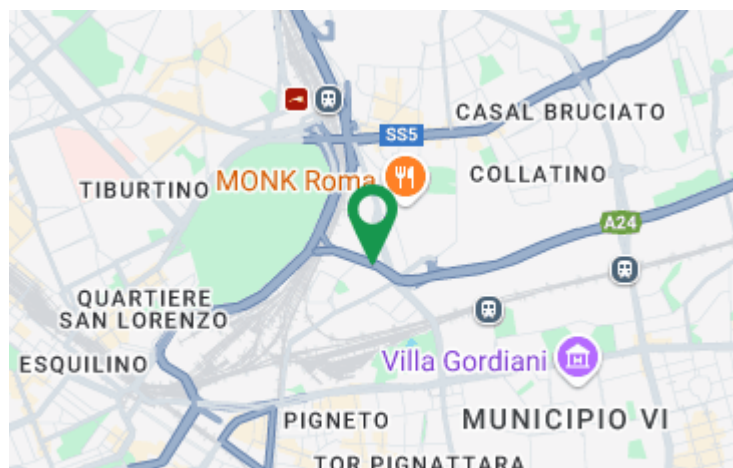 CASAL BRUCIATO
SS5
COLLATINO
MONK Roma
TIBURTINO
A24
QUARTIERE
SAN LORENZO
ESQUILINO
Villa Gordiani
PIGNETO
MUNICIPIO VI
TOR PIGNATTARA